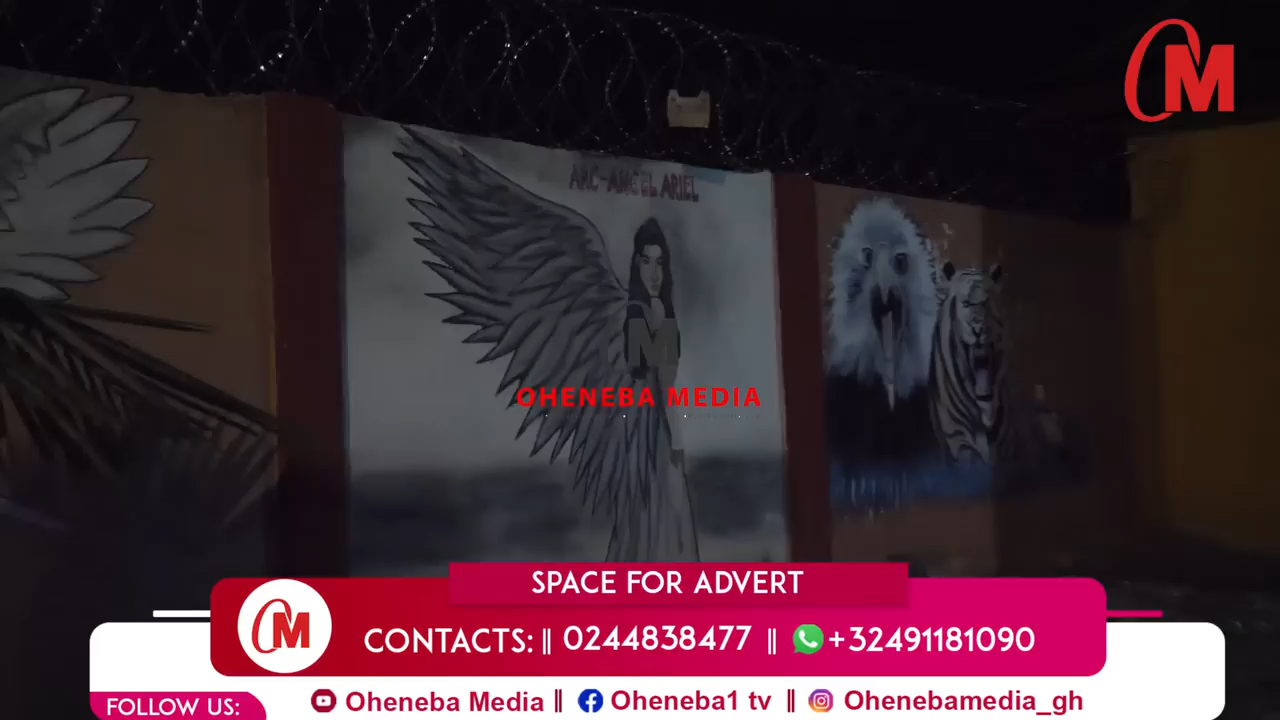 M
ARC-ANGEL ARIEL
M
OHENEBA MEDIA
SPACE FOR ADVERT
M
CONTACTS: || 0244838477 || +32491181090
FOLLOW US:
Oheneba Media || Oheneba1 tv || Ohenebamedia_gh